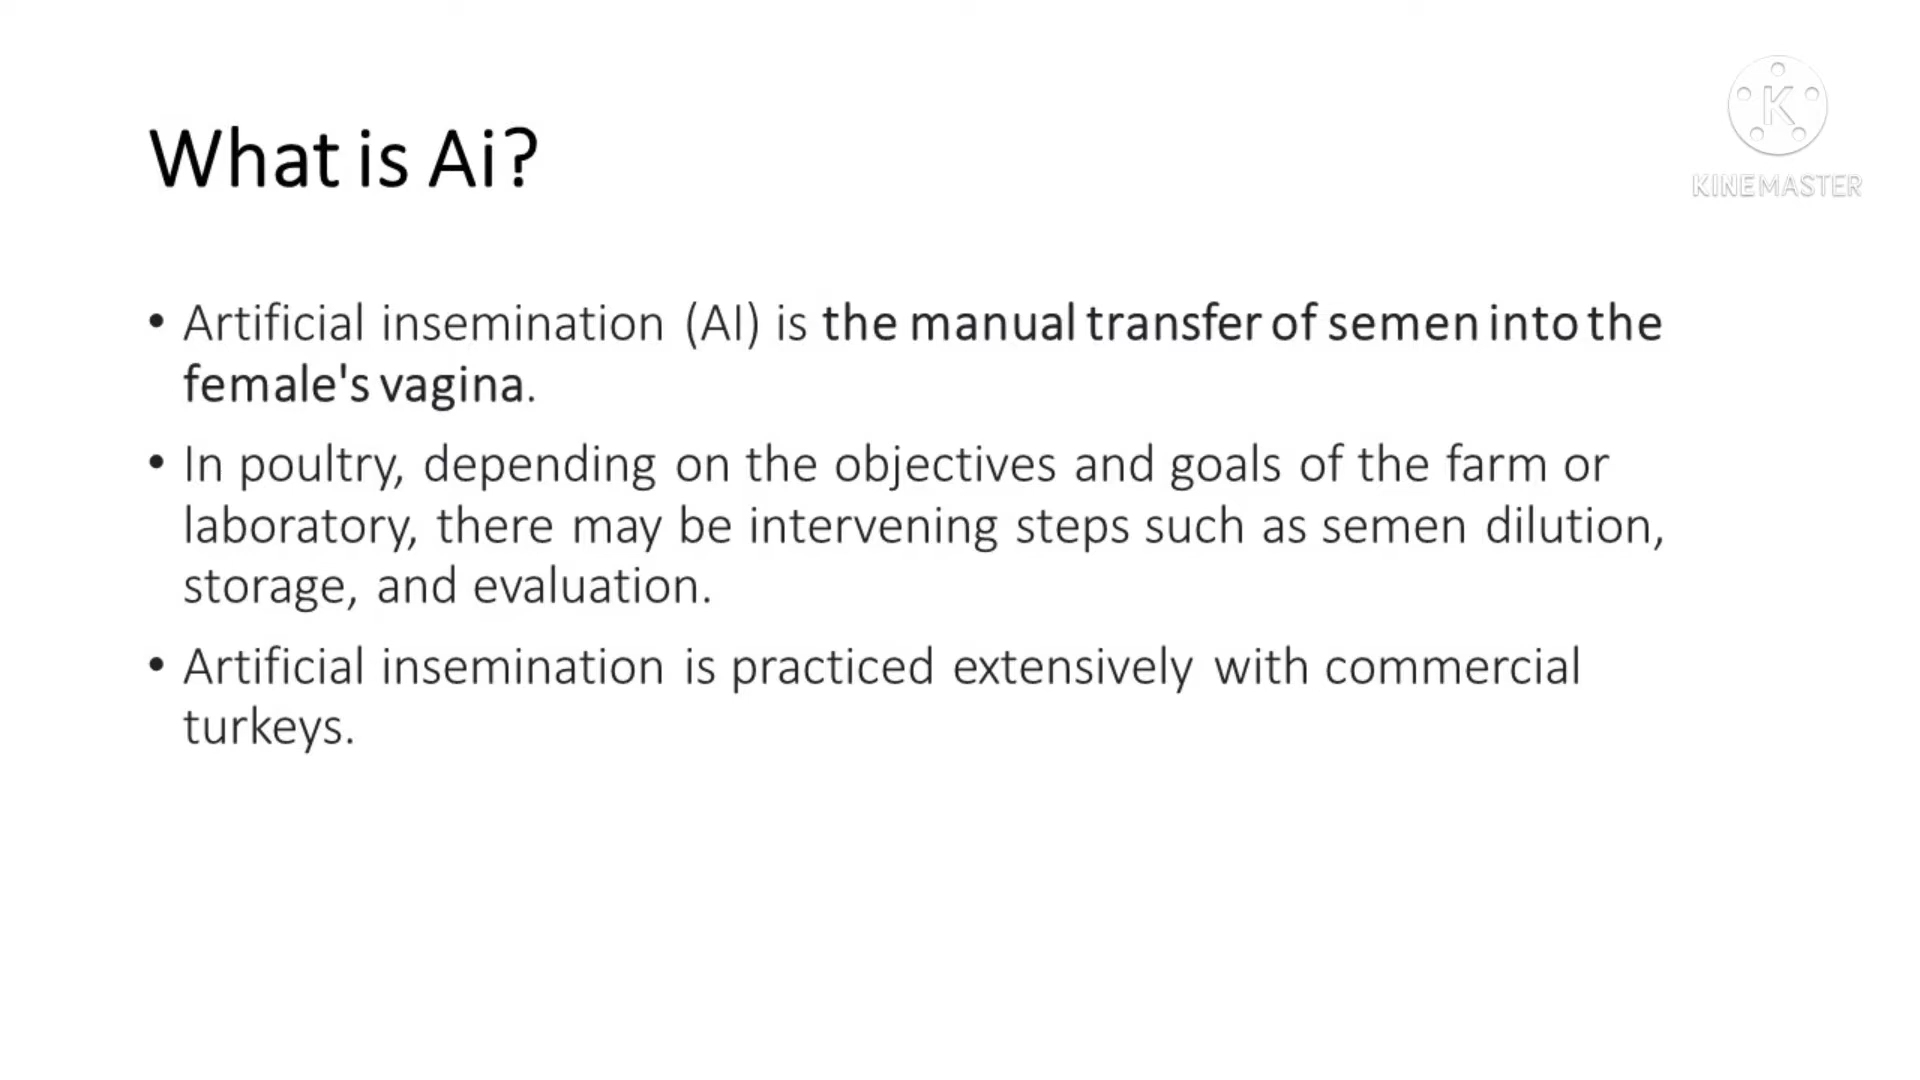 What is Ai?
K
KINEMASTER
• Artificial insemination (AI) is the manual transfer of semen into the
female's vagina.
• In poultry, depending on the objectives and goals of the farm or
laboratory, there may be intervening steps such as semen dilution,
storage, and evaluation.
• Artificial insemination is practiced extensively with commercial
turkeys.